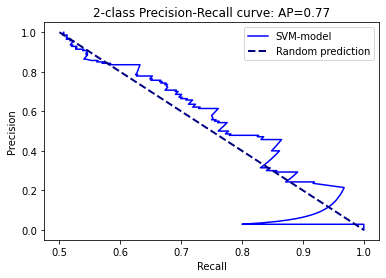 2-class Precision-Recall curve: AP=0.77
SVM-model
Random prediction
Precision
1.0
0.8
0.6
0.4
0.2
0.0
0.5
0.6
0.7
0.8
0.9
1.0
Recall